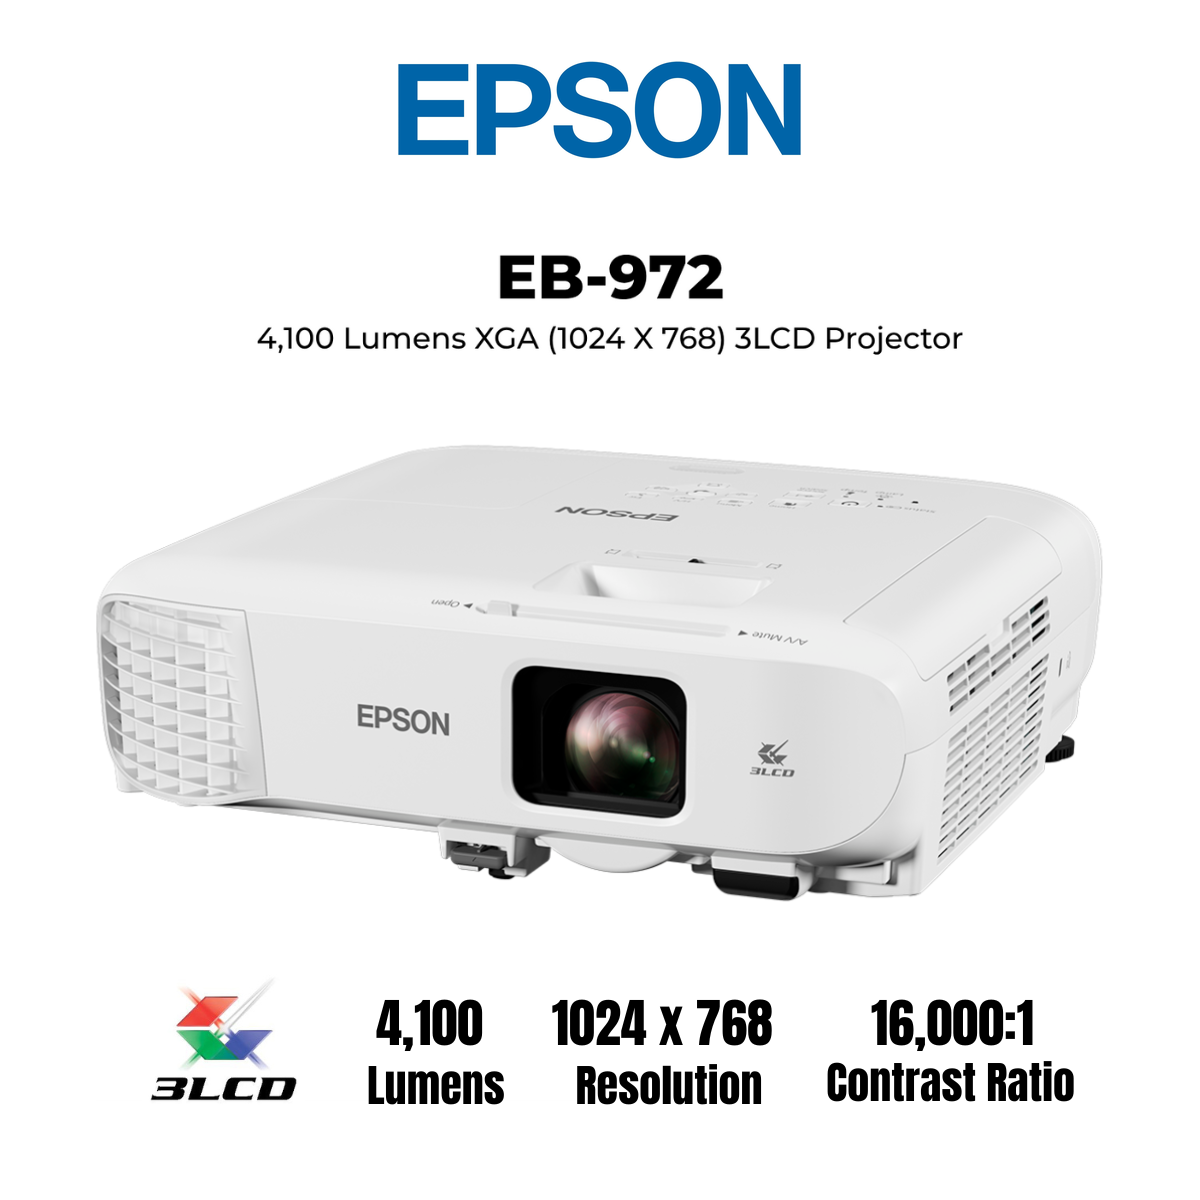 EPSON
EB-972
4,100 Lumens XGA (1024 X 768) 3LCD Projector
EPSON
Open
A/V Mute
EPSON
3LCD
3LCD
4,100
Lumens
1024 x 768
Resolution
16,000:1
Contrast Ratio